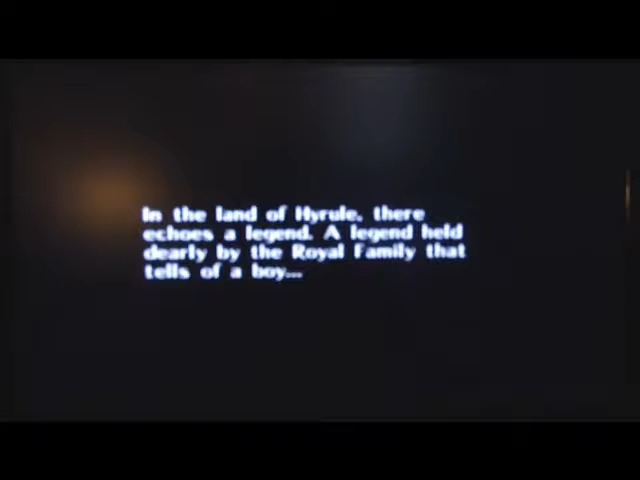 In the land of Hyrule, there
echoes a legend. A legend held
dearly by the Royal Family that
tells of a boy...